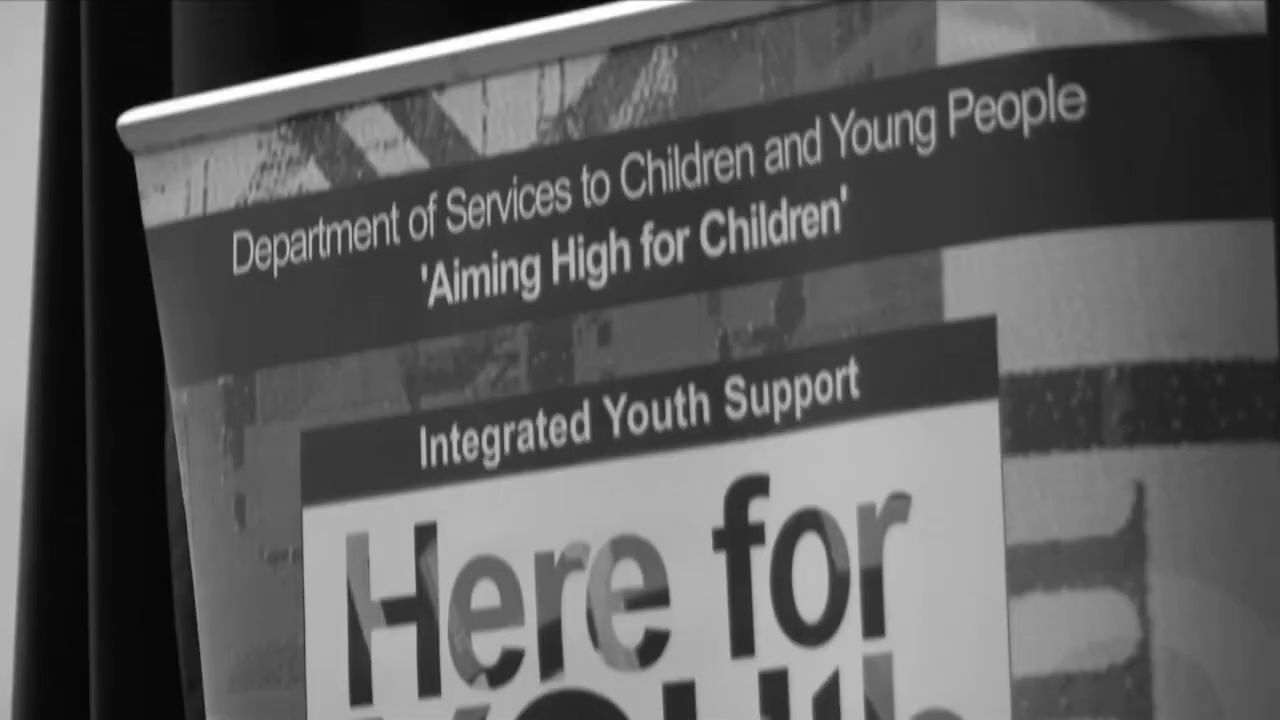 Department of Services to Children and Young People
'Aiming High for Children'
Integrated Youth Support
Here for